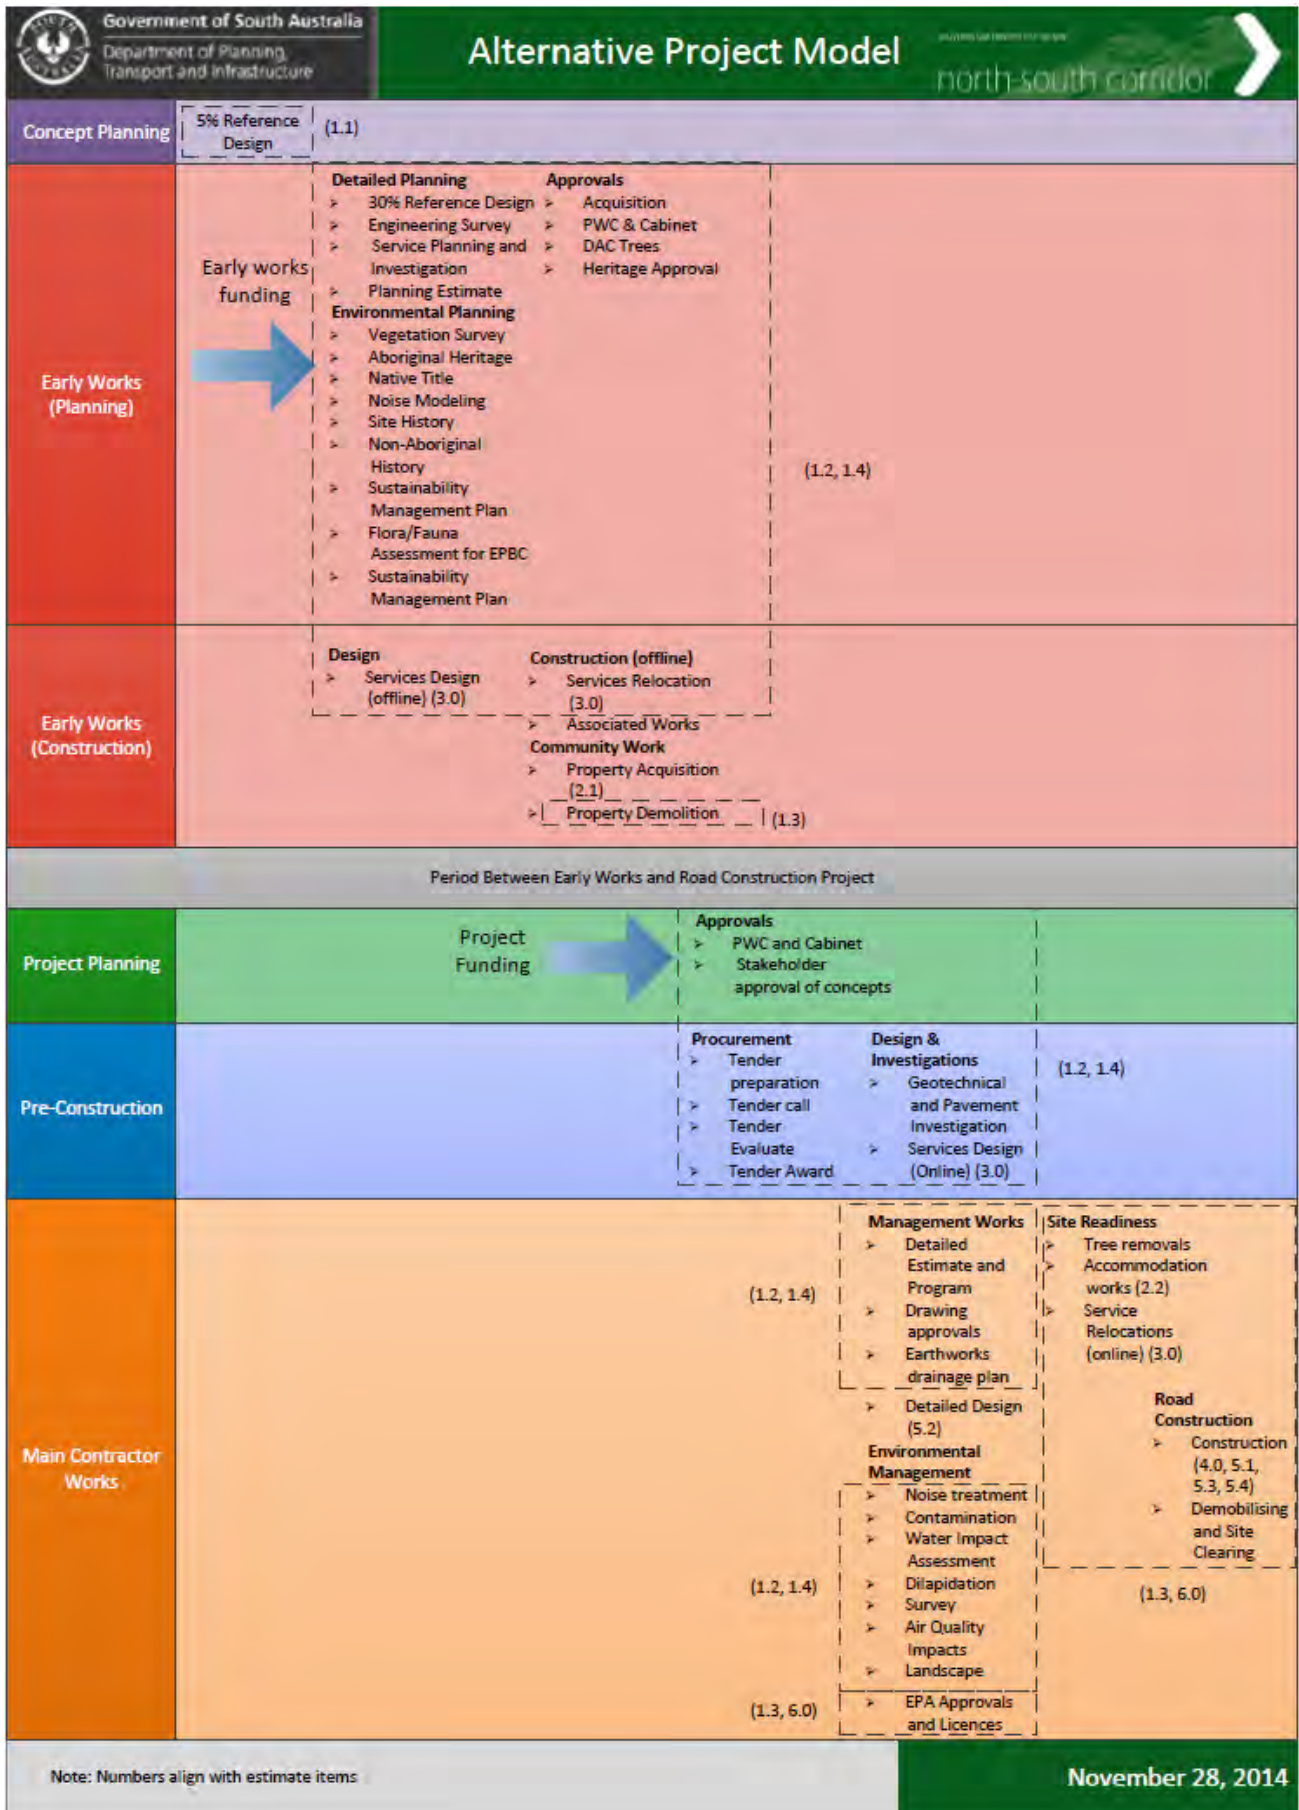 Government of South Australia
Department of Planning,
Transport and Infrastructure
Alternative Project Model
north-south corridor
Concept Planning
5% Reference
Design
(1.1)
Early Works
(Planning)
Early works
funding
Detailed Planning
➢ 30% Reference Design
➢ Engineering Survey
➢ Service Planning and
Investigation
➢ Planning Estimate
Environmental Planning
➢ Vegetation Survey
➢ Aboriginal Heritage
➢ Native Title
➢ Noise Modeling
➢ Site History
➢ Non-Aboriginal
History
➢ Sustainability
Management Plan
➢ Flora/Fauna
Assessment for EPBC
➢ Sustainability
Management Plan
Approvals
➢ Acquisition
➢ PWC & Cabinet
➢ DAC Trees
➢ Heritage Approval
(1.2, 1.4)
Early Works
(Construction)
Design
➢ Services Design
(offline) (3.0)
Construction (offline)
➢ Services Relocation
(3.0)
➢ Associated Works
Community Work
➢ Property Acquisition
(2.1)
➢ Property Demolition
(1.3)
Period Between Early Works and Road Construction Project
Project Planning
Project
Funding
Approvals
➢ PWC and Cabinet
➢ Stakeholder
approval of concepts
Pre-Construction
Procurement
➢ Tender
preparation
➢ Tender call
➢ Tender
Evaluate
➢ Tender Award
Design &
Investigations
➢ Geotechnical
and Pavement
Investigation
➢ Services Design
(Online) (3.0)
(1.2, 1.4)
Main Contractor
Works
(1.2, 1.4)
Management Works
➢ Detailed
Estimate and
Program
➢ Drawing
approvals
➢ Earthworks
drainage plan
➢ Detailed Design
(5.2)
Environmental
Management
➢ Noise treatment
➢ Contamination
➢ Water Impact
Assessment
➢ Dilapidation
➢ Survey
➢ Air Quality
Impacts
➢ Landscape
(1.2, 1.4)
➢ EPA Approvals
and Licences
(1.3, 6.0)
Site Readiness
➢ Tree removals
➢ Accommodation
works (2.2)
➢ Service
Relocations
(online) (3.0)
Road
Construction
➢ Construction
(4.0, 5.1,
5.3, 5.4)
➢ Demobilising
and Site
Clearing
(1.3, 6.0)
Note: Numbers align with estimate items
November 28, 2014